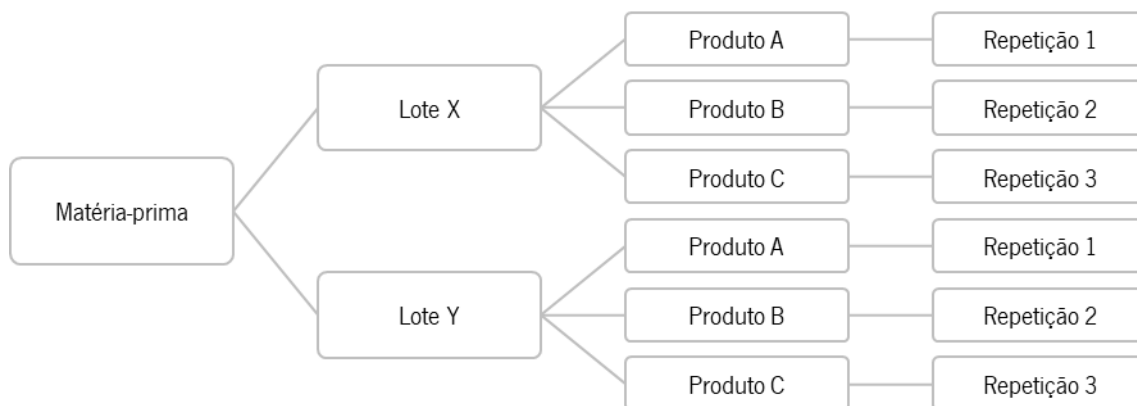 Matéria-prima
Lote X
Produto A
Repetição 1
Produto B
Repetição 2
Produto C
Repetição 3
Lote Y
Produto A
Repetição 1
Produto B
Repetição 2
Produto C
Repetição 3